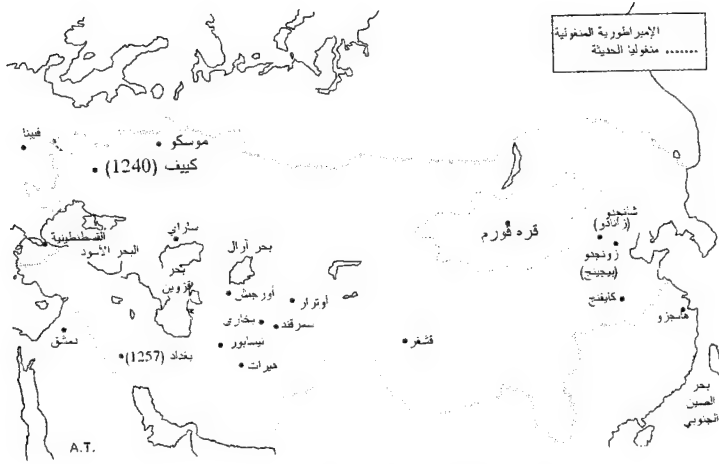 الإمبراطورية المنغولية
....... منغوليا الحديثة
فيينا
موسكو
كييف (1240)
القسطنطينية
البحر الأسود
ساراي
بحر آرال
بحر
قزوين
أورجنش
أوترار
بخارى
سمرقند
نيسابور
هيرات
دمشق
بغداد (1257)
قشغر
قره قورم
شانجدو
(زانادو)
زونجدو
(بيجينج)
كايفنج
هانجزو
بحر
الصين
الجنوبي
A.T.